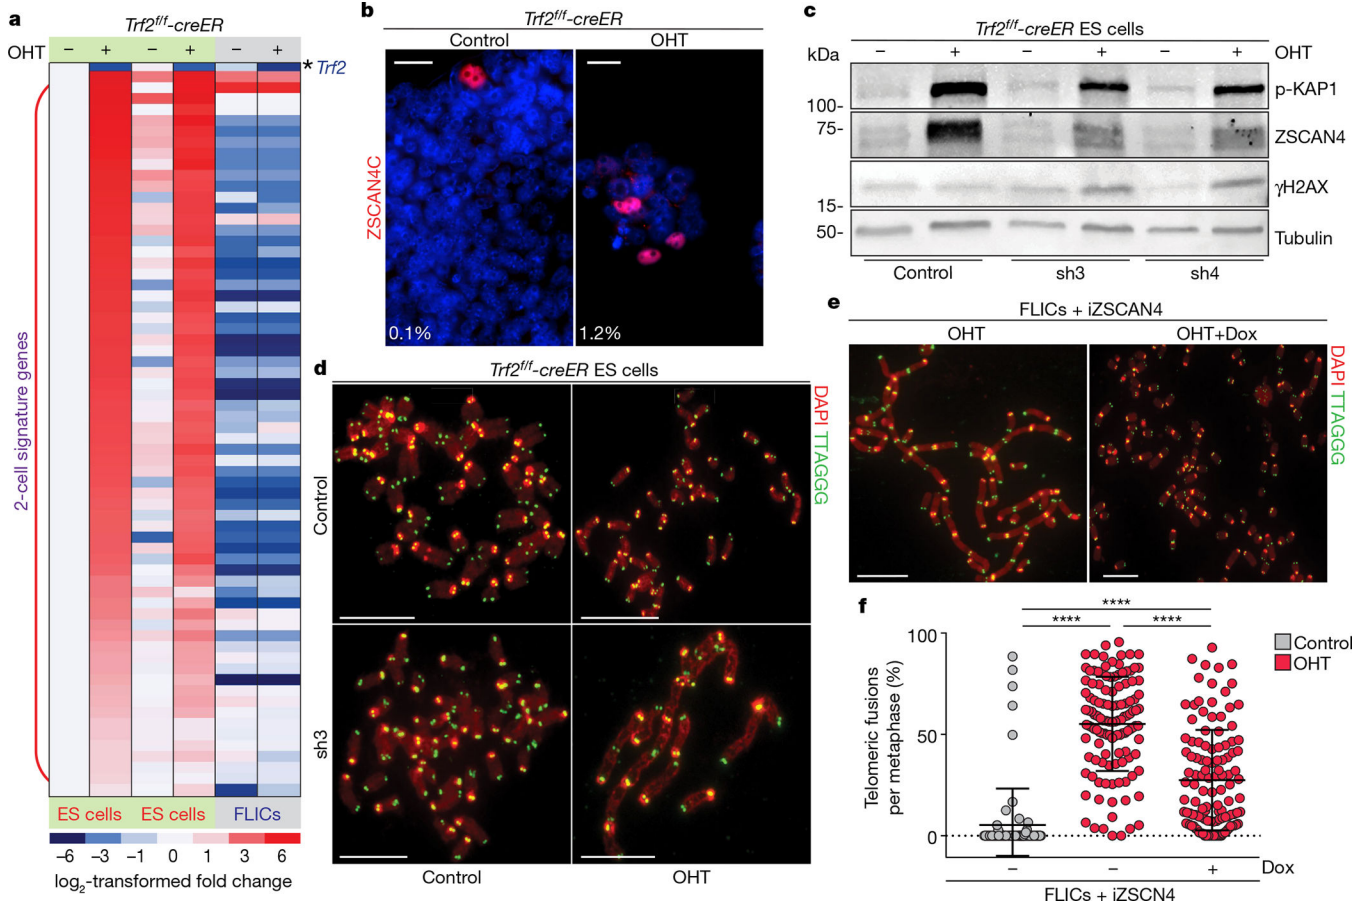 a
Trf2f/f-creER
OHT – + – + – +
* Trf2
2-cell signature genes
ES cells ES cells FLICs
–6 –3 –1 0 1 3 6
log2-transformed fold change
b
Trf2f/f-creER
Control OHT
ZSCAN4C
0.1% 1.2%
c
Trf2f/f-creER ES cells
kDa – + – + – + OHT
100- p-KAP1
75- ZSCAN4
15- γH2AX
50- Tubulin
Control sh3 sh4
d
Trf2f/f-creER ES cells
DAPI TTAGGG
Control
sh3
Control OHT
e
FLICs + iZSCAN4
OHT OHT+Dox
DAPI TTAGGG
f
**** 
**** ****
Control
OHT
Telomeric fusions
per metaphase (%)
100
50
0
– – + Dox
FLICs + iZSCN4